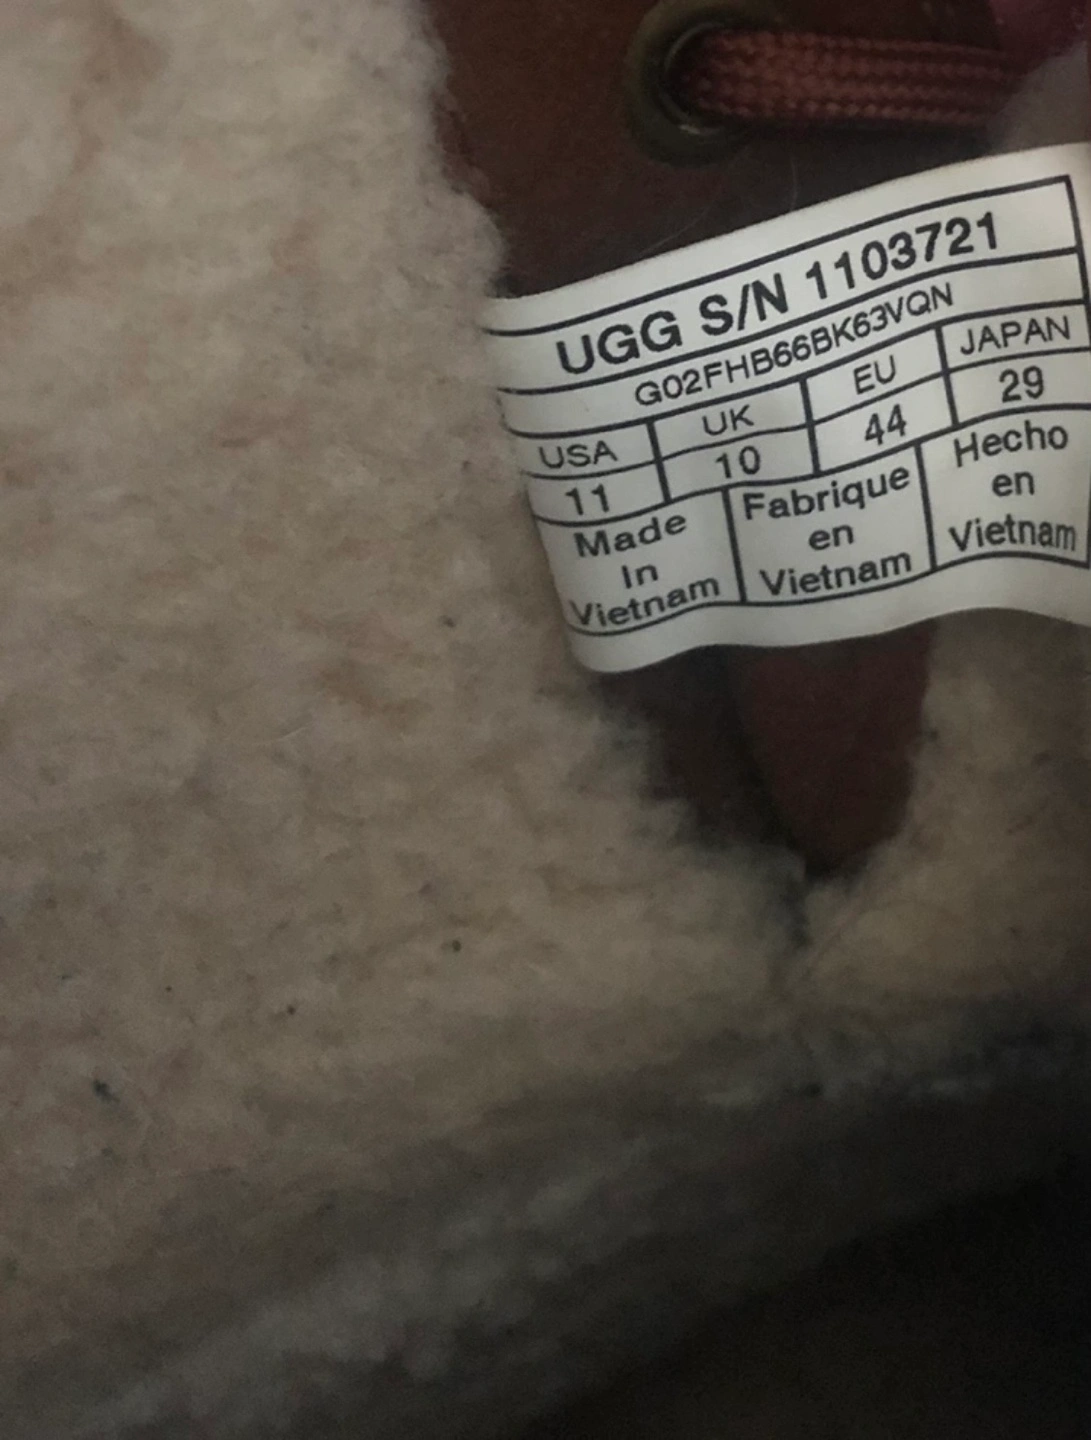 UGG S/N 1103721
G02FHB66BK63VQN
USA UK EU JAPAN
11 10 44 29
Made
In
Vietnam
Fabrique
en
Vietnam
Hecho
en
Vietnam